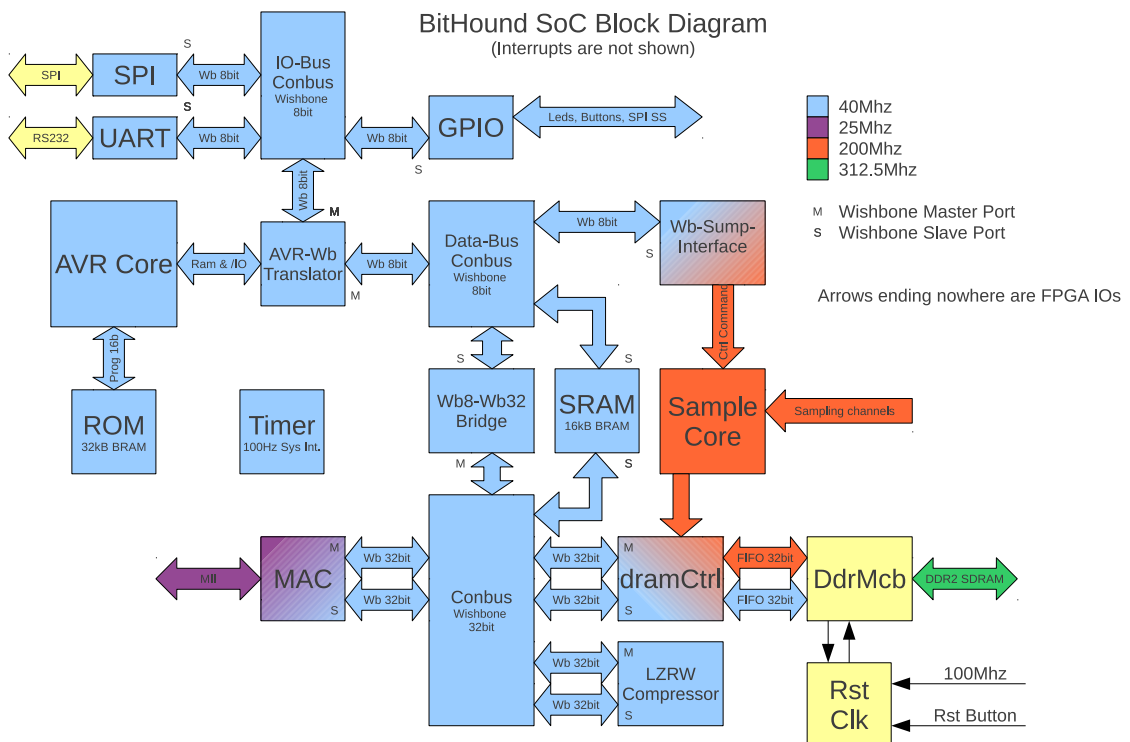 BitHound SoC Block Diagram
(Interrupts are not shown)
SPI
SPI
S
Wb 8bit
IO-Bus
Conbus
Wishbone
8bit
RS232
UART
S
Wb 8bit
Wb 8bit
S
GPIO
Leds, Buttons, SPI SS
40Mhz
25Mhz
200Mhz
312.5Mhz
M Wishbone Master Port
S Wishbone Slave Port
Arrows ending nowhere are FPGA IOs
Wb 8bit
M
AVR Core
Ram & /IO
AVR-Wb
Translator
M
Wb 8bit
Data-Bus
Conbus
Wishbone
8bit
Wb 8bit
S
Wb-Sump-
Interface
Prog 16b
Ctrl Command
S
S
ROM
32kB BRAM
Timer
100Hz Sys Int.
Wb8-Wb32
Bridge
M
SRAM
16kB BRAM
S
Sample
Core
Sampling channels
MII
MAC
M
S
Wb 32bit
Wb 32bit
Conbus
Wishbone
32bit
Wb 32bit
Wb 32bit
M
dramCtrl
S
FIFO 32bit
FIFO 32bit
DdrMcb
DDR2 SDRAM
Wb 32bit
Wb 32bit
M
LZRW
Compressor
S
Rst
Clk
100Mhz
Rst Button